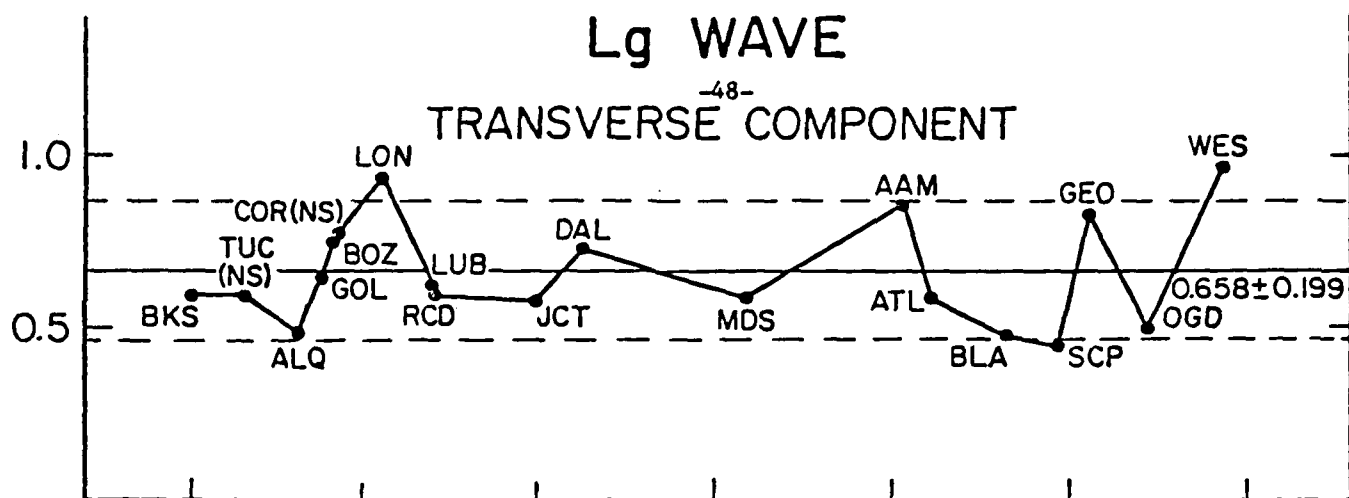 Lg WAVE
-48-
TRANSVERSE COMPONENT
1.0
LON
WES
AAM
GEO
COR(NS)
TUC
(NS)
BOZ
DAL
LUB
GOL
0.658±0.199
BKS
RCD
JCT
MDS
ATL
OGD
0.5
ALQ
BLA
SCP